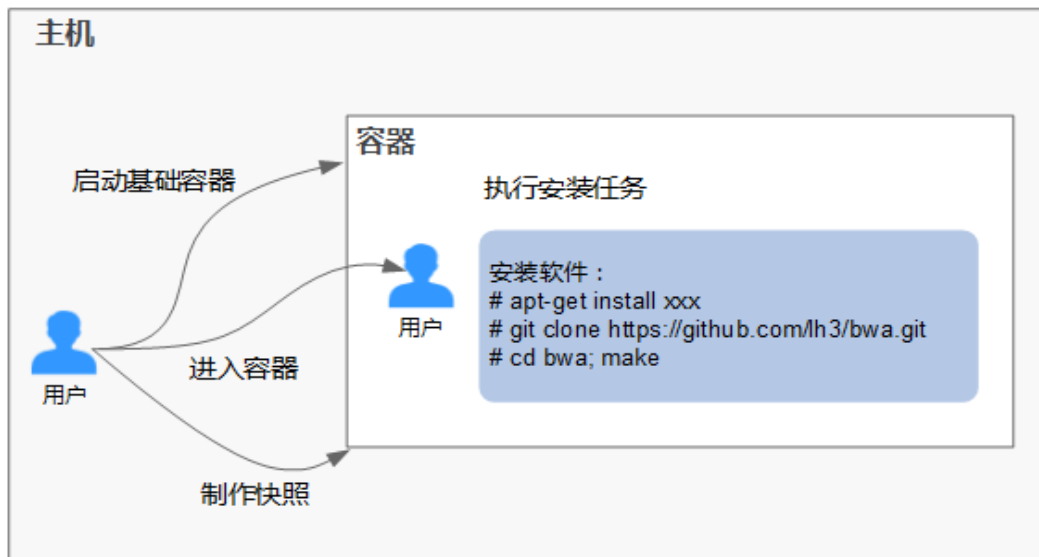 主机
容器
启动基础容器
执行安装任务
安装软件：
# apt-get install xxx
# git clone https://github.com/lh3/bwa.git
# cd bwa; make
用户
进入容器
用户
制作快照